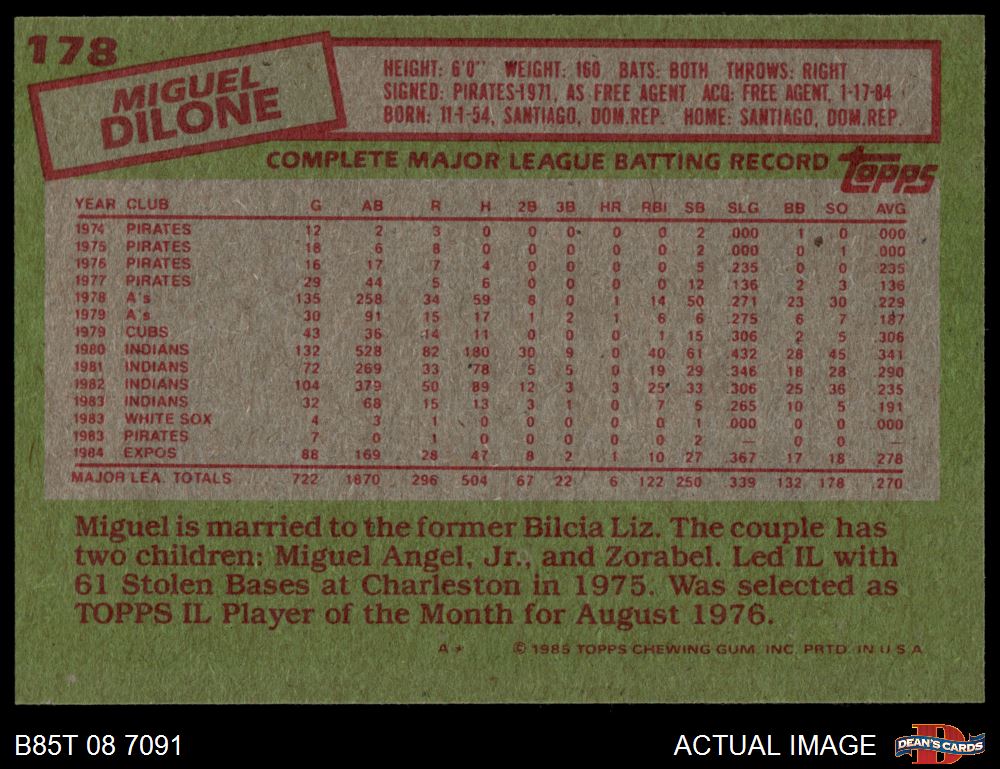 178
MIGUEL
DILONE
HEIGHT: 6'0" WEIGHT: 160 BATS: BOTH THROWS: RIGHT
SIGNED: PIRATES-1971, AS FREE AGENT ACQ: FREE AGENT, 1-17-84
BORN: 11-1-54, SANTIAGO, DOM.REP. HOME: SANTIAGO, DOM.REP.
COMPLETE MAJOR LEAGUE BATTING RECORD topps
YEAR CLUB G AB R H 2B 3B HR RBI SB SLG BB SO AVG
1974 PIRATES 12 2 3 0 0 0 0 0 2 .000 1 0 .000
1975 PIRATES 18 6 8 0 0 0 0 0 2 .000 0 1 .000
1976 PIRATES 16 17 7 4 0 0 0 0 5 .235 0 0 .235
1977 PIRATES 29 44 5 6 0 0 0 0 12 .136 2 3 .136
1978 A's 135 258 34 59 8 0 1 14 50 .271 23 30 .229
1979 A's 30 91 15 17 1 2 1 6 6 .275 6 7 .187
1979 CUBS 43 36 14 11 0 0 0 1 15 .306 2 5 .306
1980 INDIANS 132 528 82 180 30 9 0 40 61 .432 28 45 .341
1981 INDIANS 72 269 33 78 5 5 0 19 29 .346 18 28 .290
1982 INDIANS 104 379 50 89 12 3 3 25 33 .306 25 36 .235
1983 INDIANS 32 68 15 13 3 1 0 7 5 .265 10 5 .191
1983 WHITE SOX 4 3 1 0 0 0 0 0 1 .000 0 0 .000
1983 PIRATES 7 0 1 0 0 0 0 0 2 — 0 0 —
1984 EXPOS 88 169 28 47 8 2 1 10 27 .367 17 18 .278
MAJOR LEA. TOTALS 722 1870 296 504 67 22 6 122 250 .339 132 178 .270
Miguel is married to the former Bilcia Liz. The couple has
two children: Miguel Angel, Jr., and Zorabel. Led IL with
61 Stolen Bases at Charleston in 1975. Was selected as
TOPPS IL Player of the Month for August 1976.
A* © 1985 TOPPS CHEWING GUM, INC. PRTD. IN U.S.A.
B85T 08 7091 ACTUAL IMAGE DEAN'S CARDS